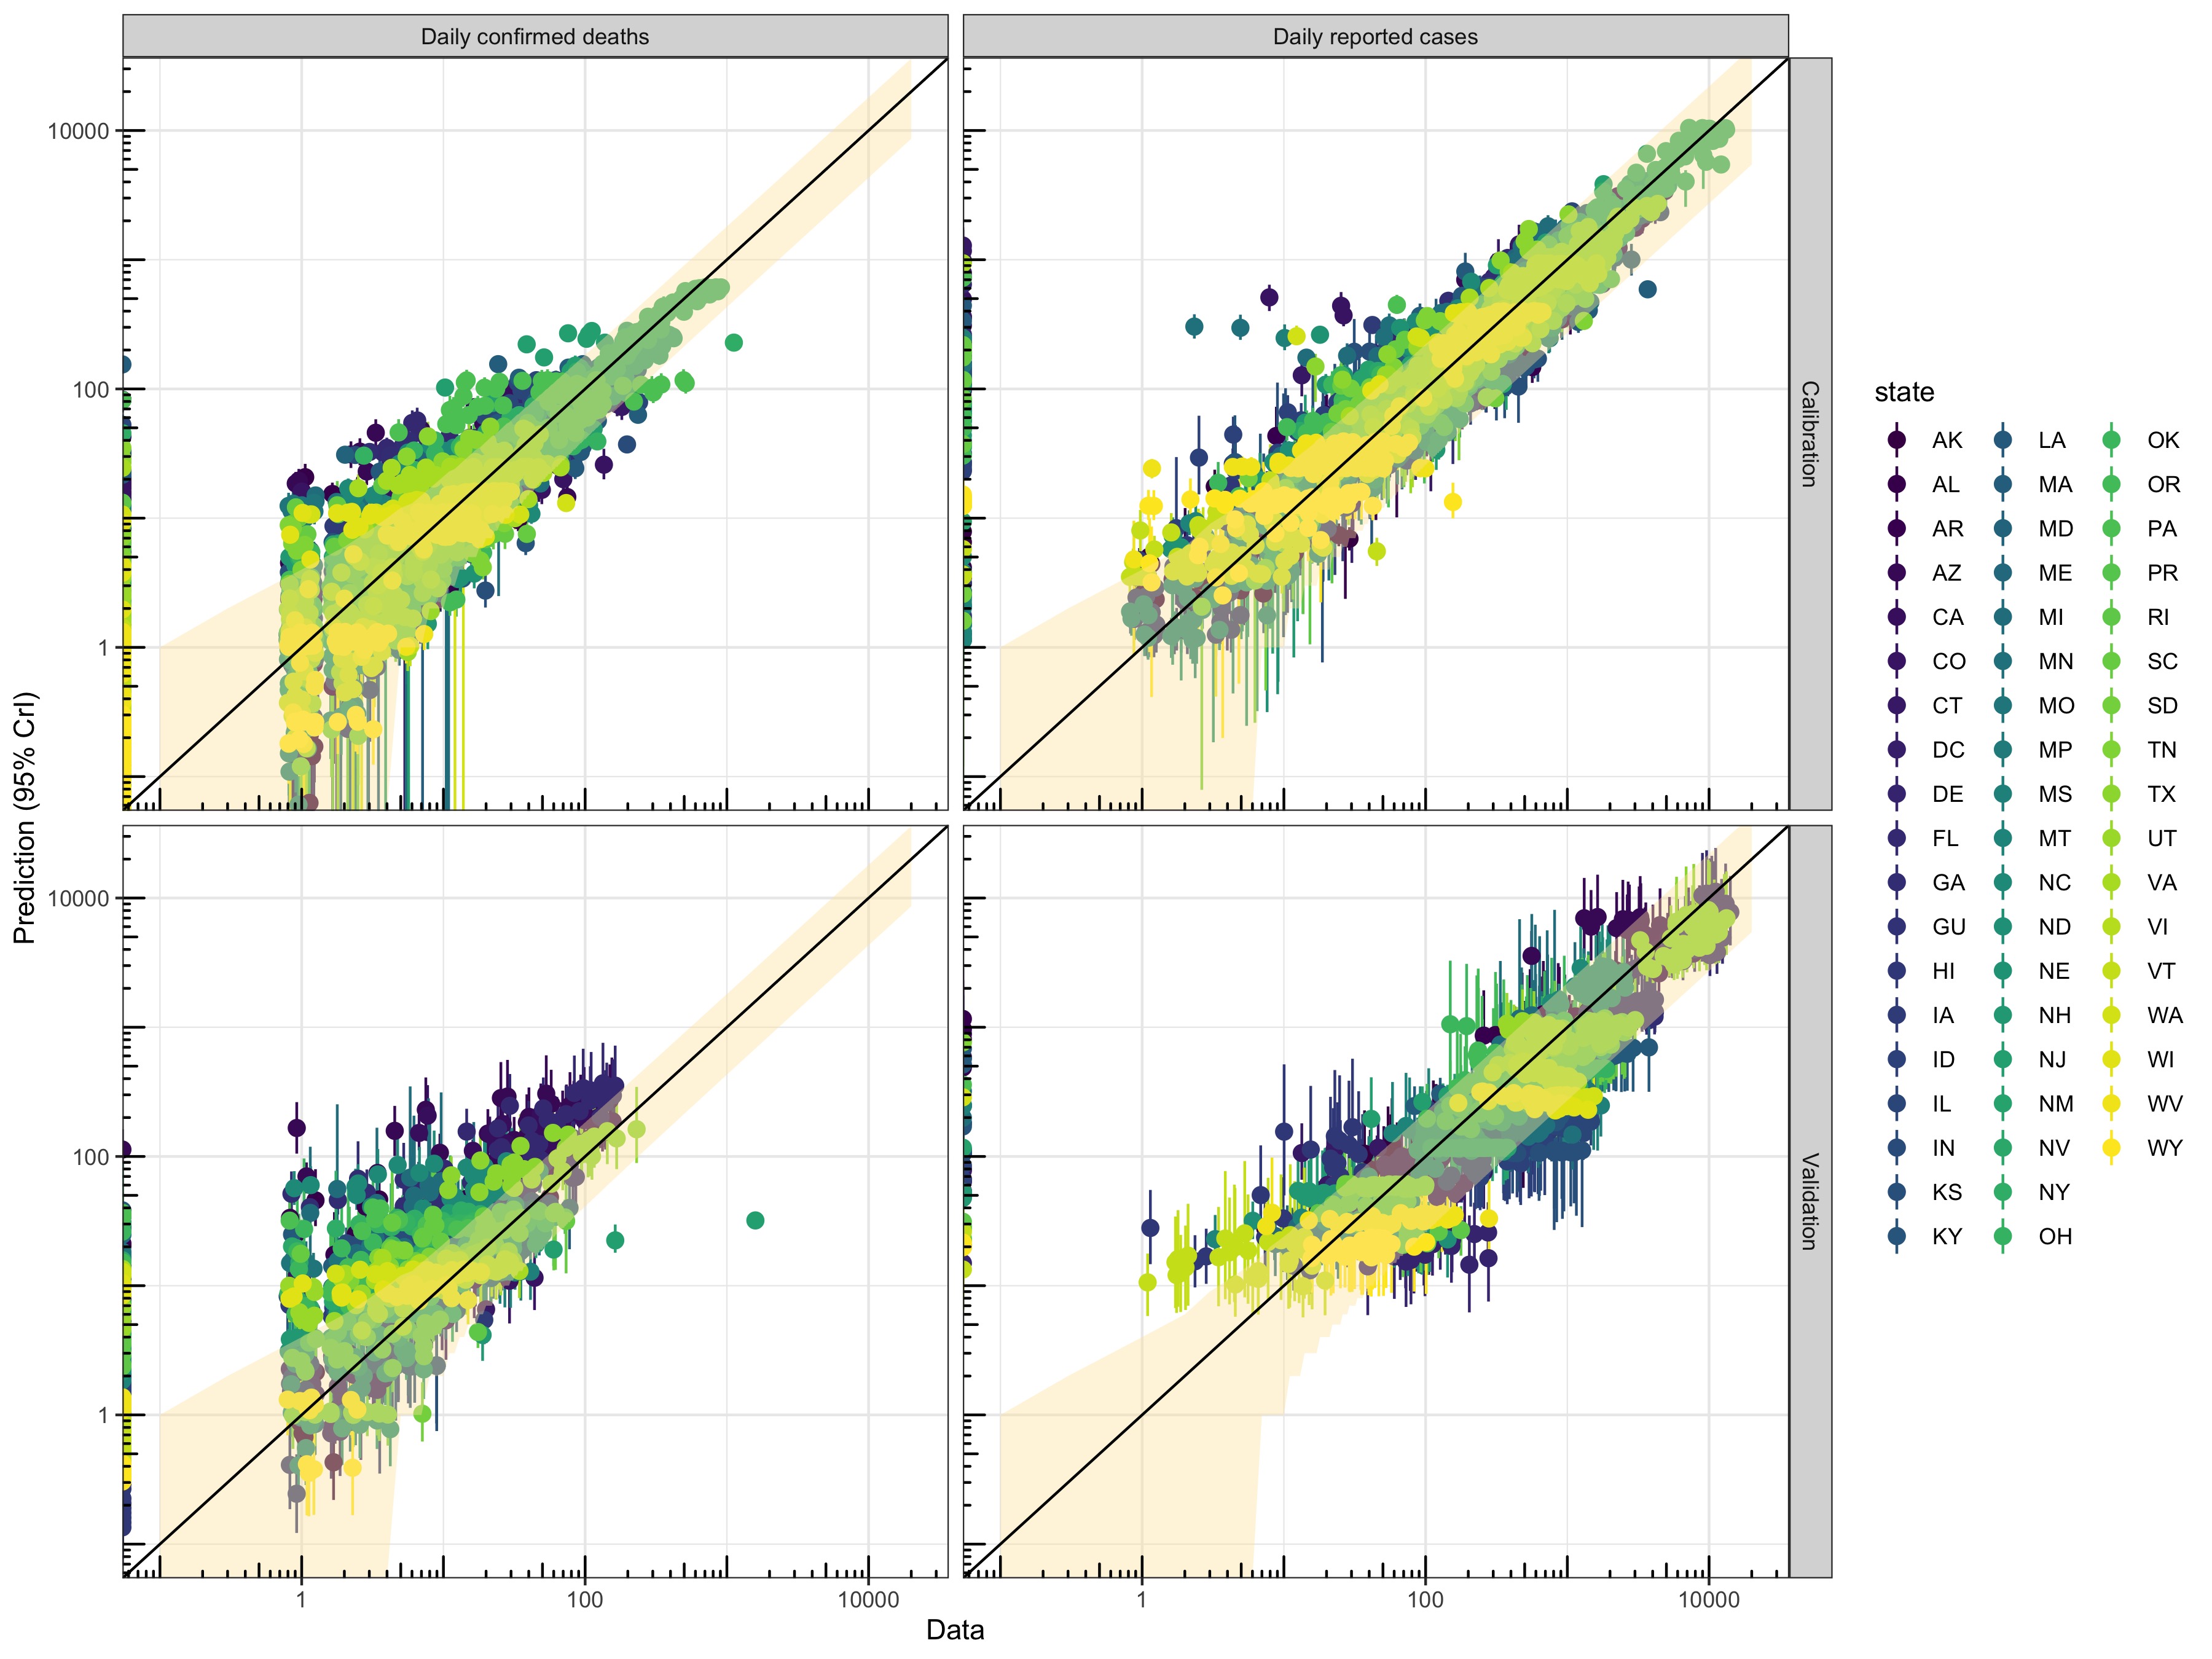 Daily confirmed deaths
Daily reported cases
Prediction (95% CrI)
10000
100
1
Calibration
10000
100
1
Validation
1
100
10000
1
100
10000
Data
state
AK
AL
AR
AZ
CA
CO
CT
DC
DE
FL
GA
GU
HI
IA
ID
IL
IN
KS
KY
LA
MA
MD
ME
MI
MN
MO
MP
MS
MT
NC
ND
NE
NH
NJ
NM
NV
NY
OH
OK
OR
PA
PR
RI
SC
SD
TN
TX
UT
VA
VI
VT
WA
WI
WV
WY